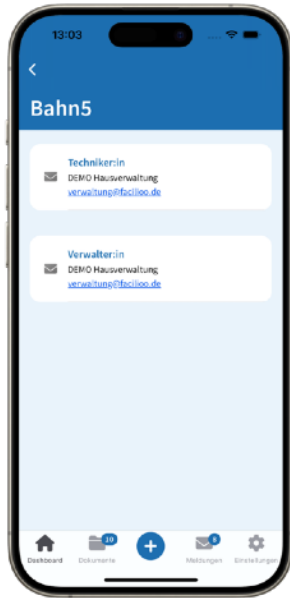 13:03
Bahn5
Techniker:in
DEMO Hausverwaltung
verwaltung@facilioo.de
Verwalter:in
DEMO Hausverwaltung
verwaltung@facilioo.de
10
6
Dashboard
Dokumente
Meldungen
Einstellungen